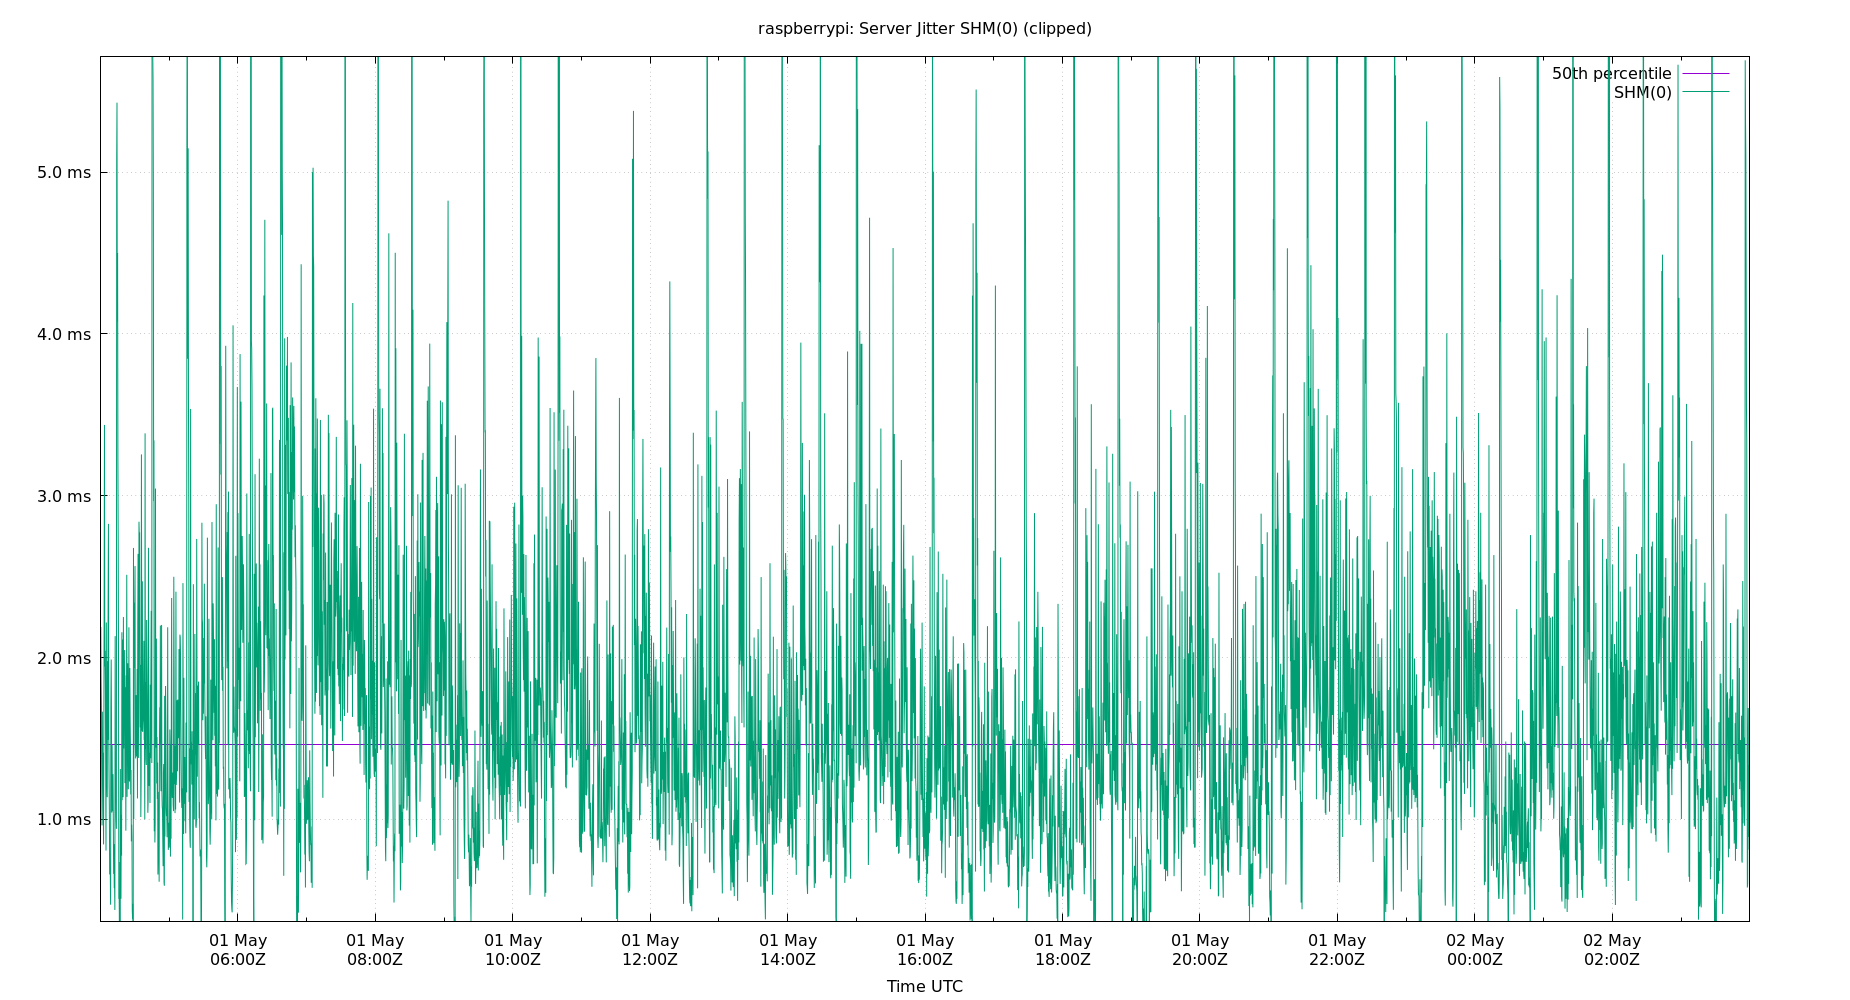 raspberrypi: Server Jitter SHM(0) (clipped)
50th percentile
SHM(0)
5.0 ms
4.0 ms
3.0 ms
2.0 ms
1.0 ms
01 May 01 May 01 May 01 May 01 May 01 May 01 May 01 May 01 May 02 May 02 May
06:00Z 08:00Z 10:00Z 12:00Z 14:00Z 16:00Z 18:00Z 20:00Z 22:00Z 00:00Z 02:00Z
Time UTC